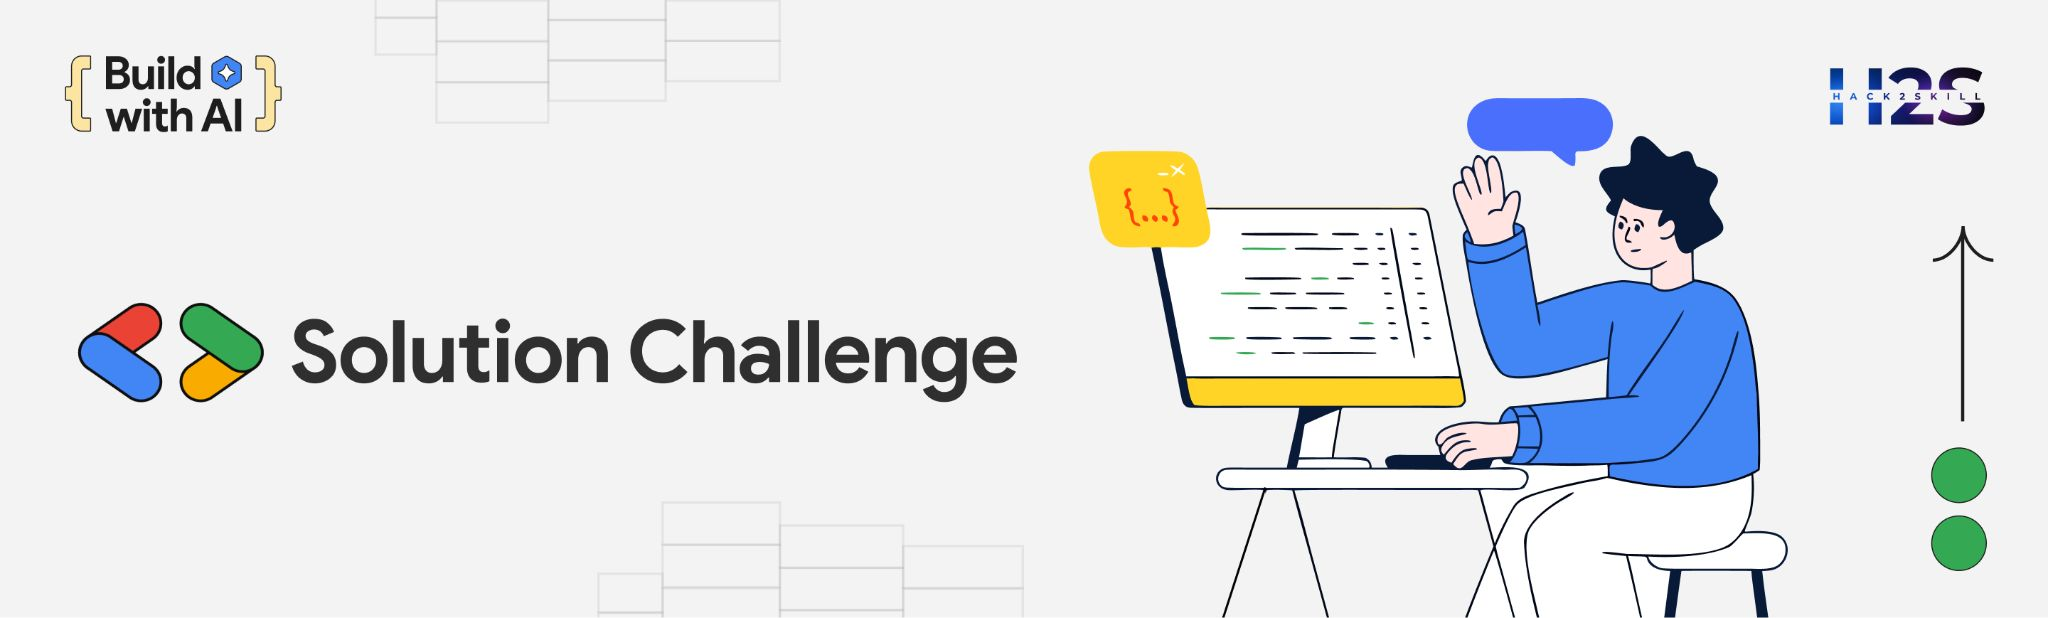 Build
with AI
H2S
HACK2SKILL
{...}
Solution Challenge